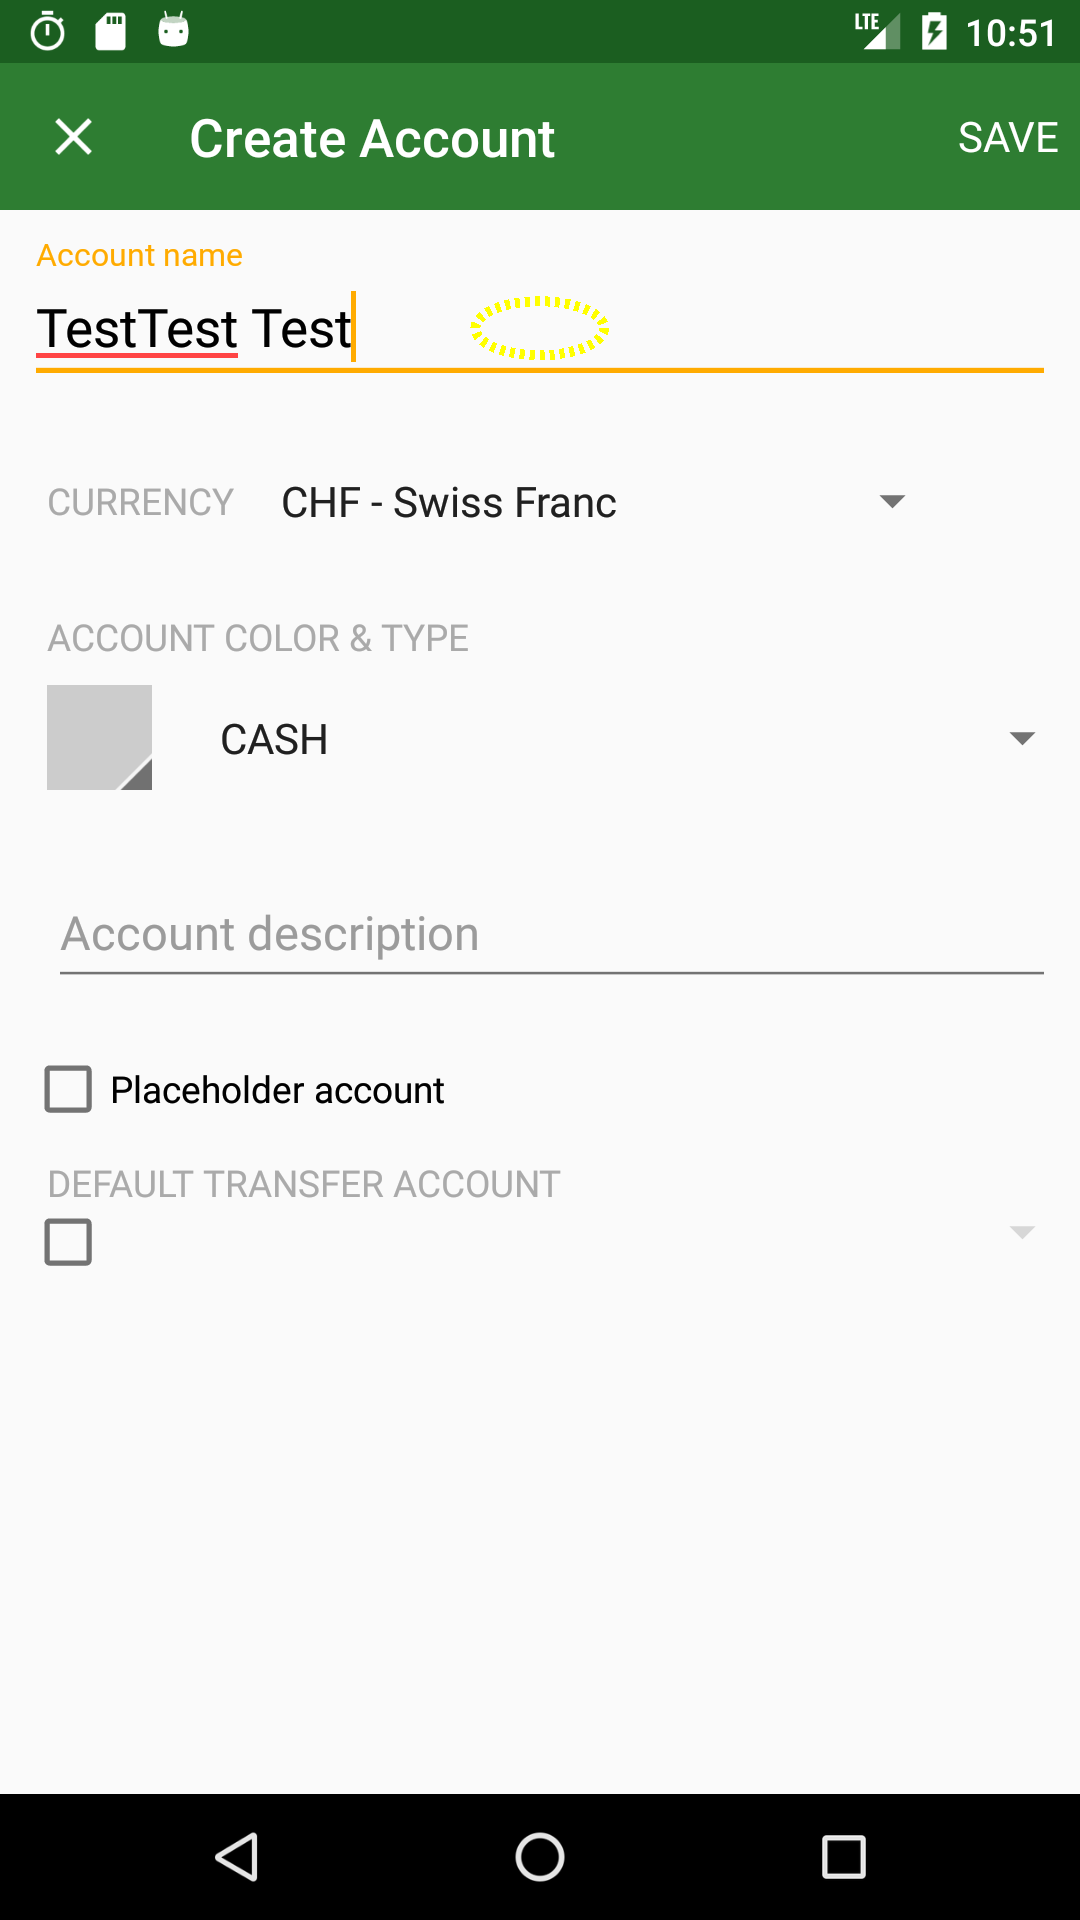 LTE 10:51
Create Account SAVE
Account name
TestTest Test
CURRENCY CHF - Swiss Franc
ACCOUNT COLOR & TYPE
CASH
Account description
Placeholder account
DEFAULT TRANSFER ACCOUNT